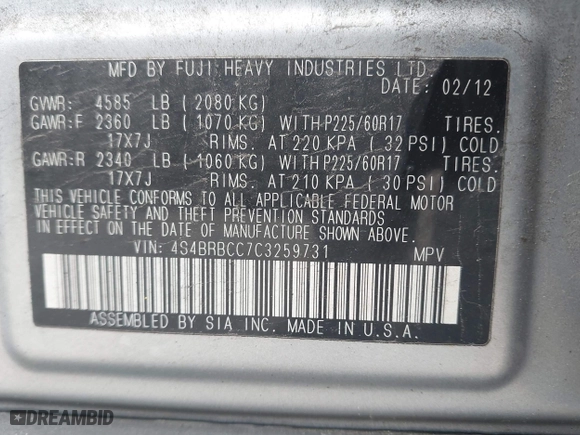 MFD BY FUJI HEAVY INDUSTRIES LTD.
DATE: 02/12
GVWR: 4585 LB ( 2080 KG)
GAWR:F 2360 LB ( 1070 KG) WITH P225/60R17 TIRES.
17X7J RIMS. AT 220 KPA ( 32 PSI) COLD
GAWR:R 2340 LB ( 1060 KG) WITH P225/60R17 TIRES.
17X7J RIMS. AT 210 KPA ( 30 PSI) COLD
THIS VEHICLE CONFORMS TO ALL APPLICABLE FEDERAL MOTOR
VEHICLE SAFETY AND THEFT PREVENTION STANDARDS
IN EFFECT ON THE DATE OF MANUFACTURE SHOWN ABOVE.
VIN: 4S4BRBCC7C3259731 MPV
ASSEMBLED BY SIA INC. MADE IN U.S.A.
DREAMBID